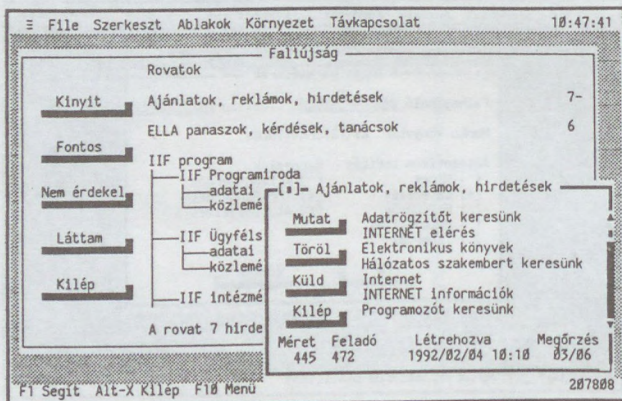 ≡ File Szerkeszt Ablakok Környezet Távkapcsolat 10:47:41
Fallújság
Rovatok
Kinyit
Ajánlatok, reklámok, hirdetések 7-
ELLA panaszok, kérdések, tanácsok 6
Fontos
IIF program
IIF Programiroda
Nem érdekel
adatai
közlemé
Láttam
IIF Ügyféls
adatai
közlemé
Kilép
IIF intézmé
A rovat 7 hirde
Ajánlatok, reklámok, hirdetések
Mutat
Adatrögzítőt keresünk
INTERNET elérés
Töröl
Elektronikus könyvek
Hálózatos szakembert keresünk
Küld
Internet
INTERNET információk
Kilép
Programozót keresünk
Méret Feladó Létrehozva Megőrzés
445 472 1992/02/04 10:10 03/06
F1 Segít Alt-X Kilép F10 Menü 207808